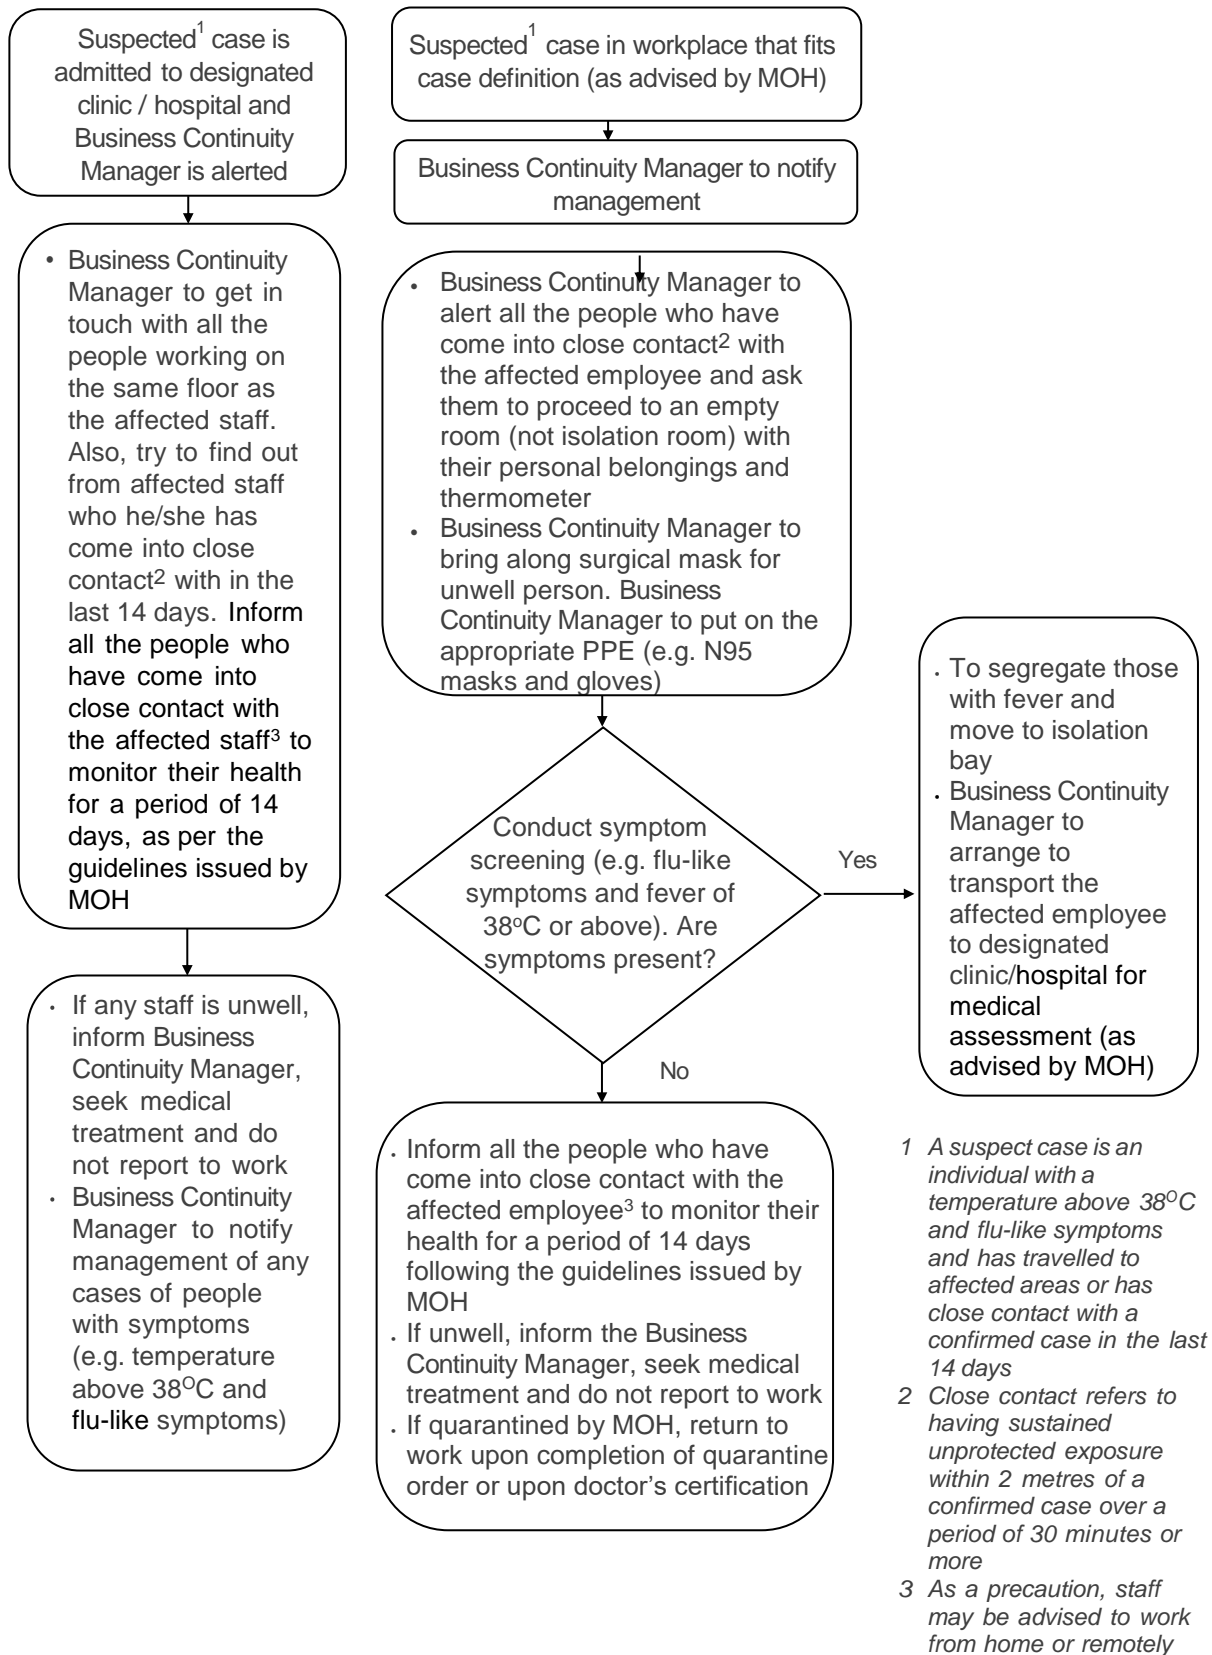 Suspected1 case is
admitted to designated
clinic / hospital and
Business Continuity
Manager is alerted
• Business Continuity
Manager to get in
touch with all the
people working on
the same floor as
the affected staff.
Also, try to find out
from affected staff
who he/she has
come into close
contact2 with in the
last 14 days. Inform
all the people who
have come into
close contact with
the affected staff3 to
monitor their health
for a period of 14
days, as per the
guidelines issued by
MOH
• If any staff is unwell,
inform Business
Continuity Manager,
seek medical
treatment and do
not report to work
• Business Continuity
Manager to notify
management of any
cases of people
with symptoms
(e.g. temperature
above 38OC and
flu-like symptoms)
Suspected1 case in workplace that fits
case definition (as advised by MOH)
Business Continuity Manager to notify
management
• Business Continuity Manager to
alert all the people who have
come into close contact2 with
the affected employee and ask
them to proceed to an empty
room (not isolation room) with
their personal belongings and
thermometer
• Business Continuity Manager to
bring along surgical mask for
unwell person. Business
Continuity Manager to put on the
appropriate PPE (e.g. N95
masks and gloves)
Conduct symptom
screening (e.g. flu-like
symptoms and fever of
38oC or above). Are
symptoms present?
Yes
No
• Inform all the people who have
come into close contact with the
affected employee3 to monitor their
health for a period of 14 days
following the guidelines issued by
MOH
• If unwell, inform the Business
Continuity Manager, seek medical
treatment and do not report to work
• If quarantined by MOH, return to
work upon completion of quarantine
order or upon doctor’s certification
• To segregate those
with fever and
move to isolation
bay
• Business Continuity
Manager to
arrange to
transport the
affected employee
to designated
clinic/hospital for
medical
assessment (as
advised by MOH)
1 A suspect case is an
individual with a
temperature above 38OC
and flu-like symptoms
and has travelled to
affected areas or has
close contact with a
confirmed case in the last
14 days
2 Close contact refers to
having sustained
unprotected exposure
within 2 metres of a
confirmed case over a
period of 30 minutes or
more
3 As a precaution, staff
may be advised to work
from home or remotely